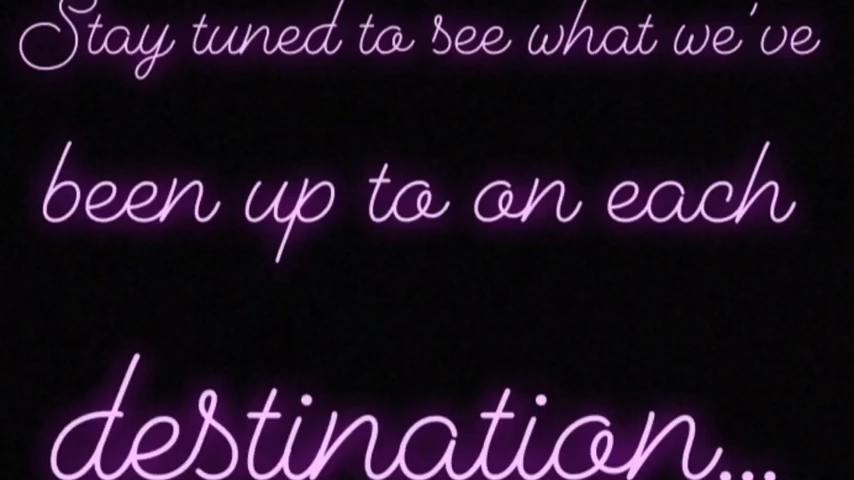 Stay tuned to see what we've
been up to on each
destination...